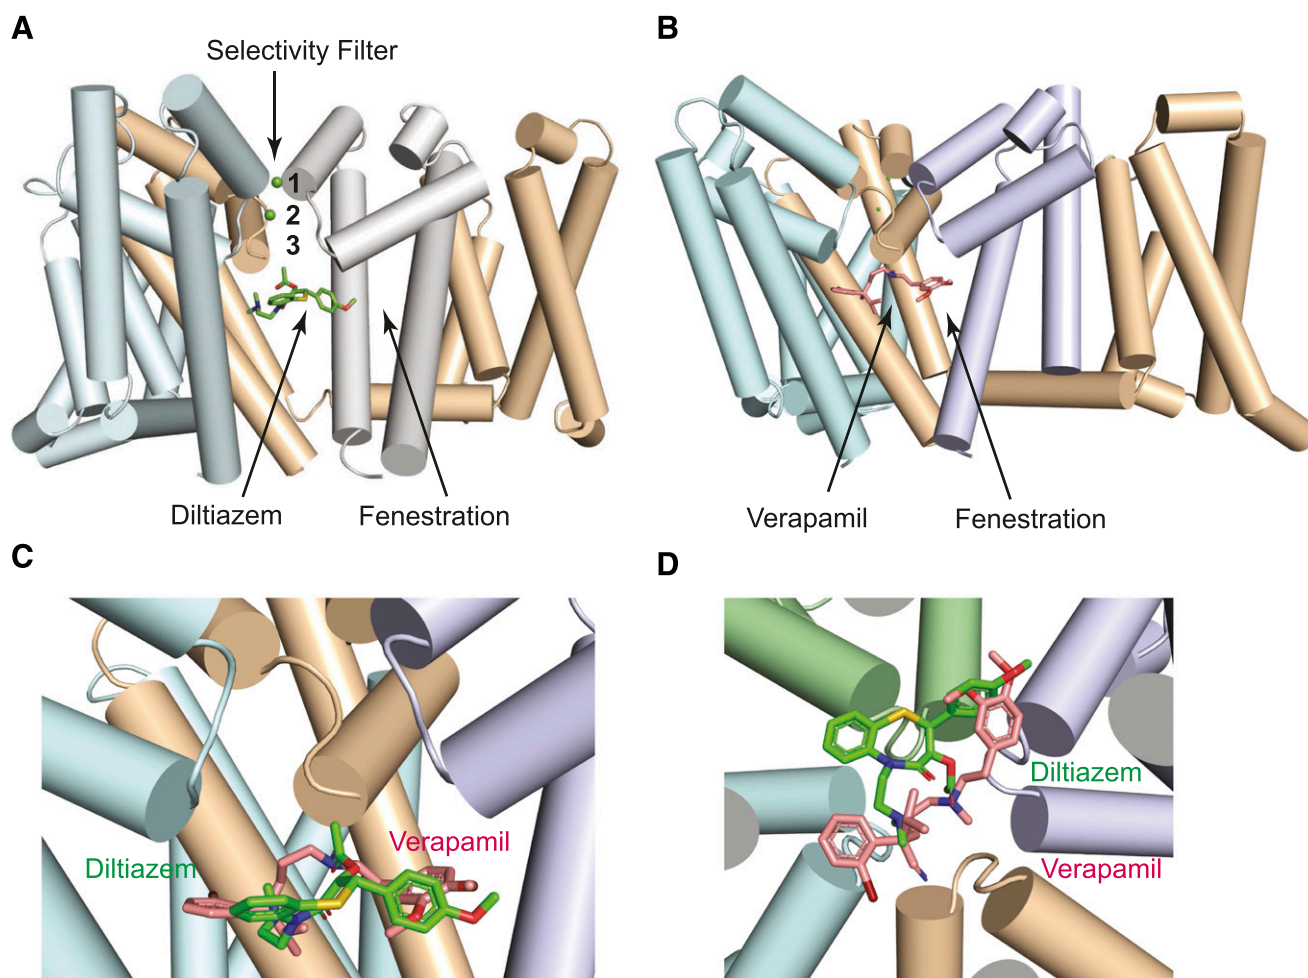 A
B
Selectivity Filter
1
2
3
Diltiazem
Fenestration
Verapamil
Fenestration
C
D
Diltiazem
Verapamil
Diltiazem
Verapamil